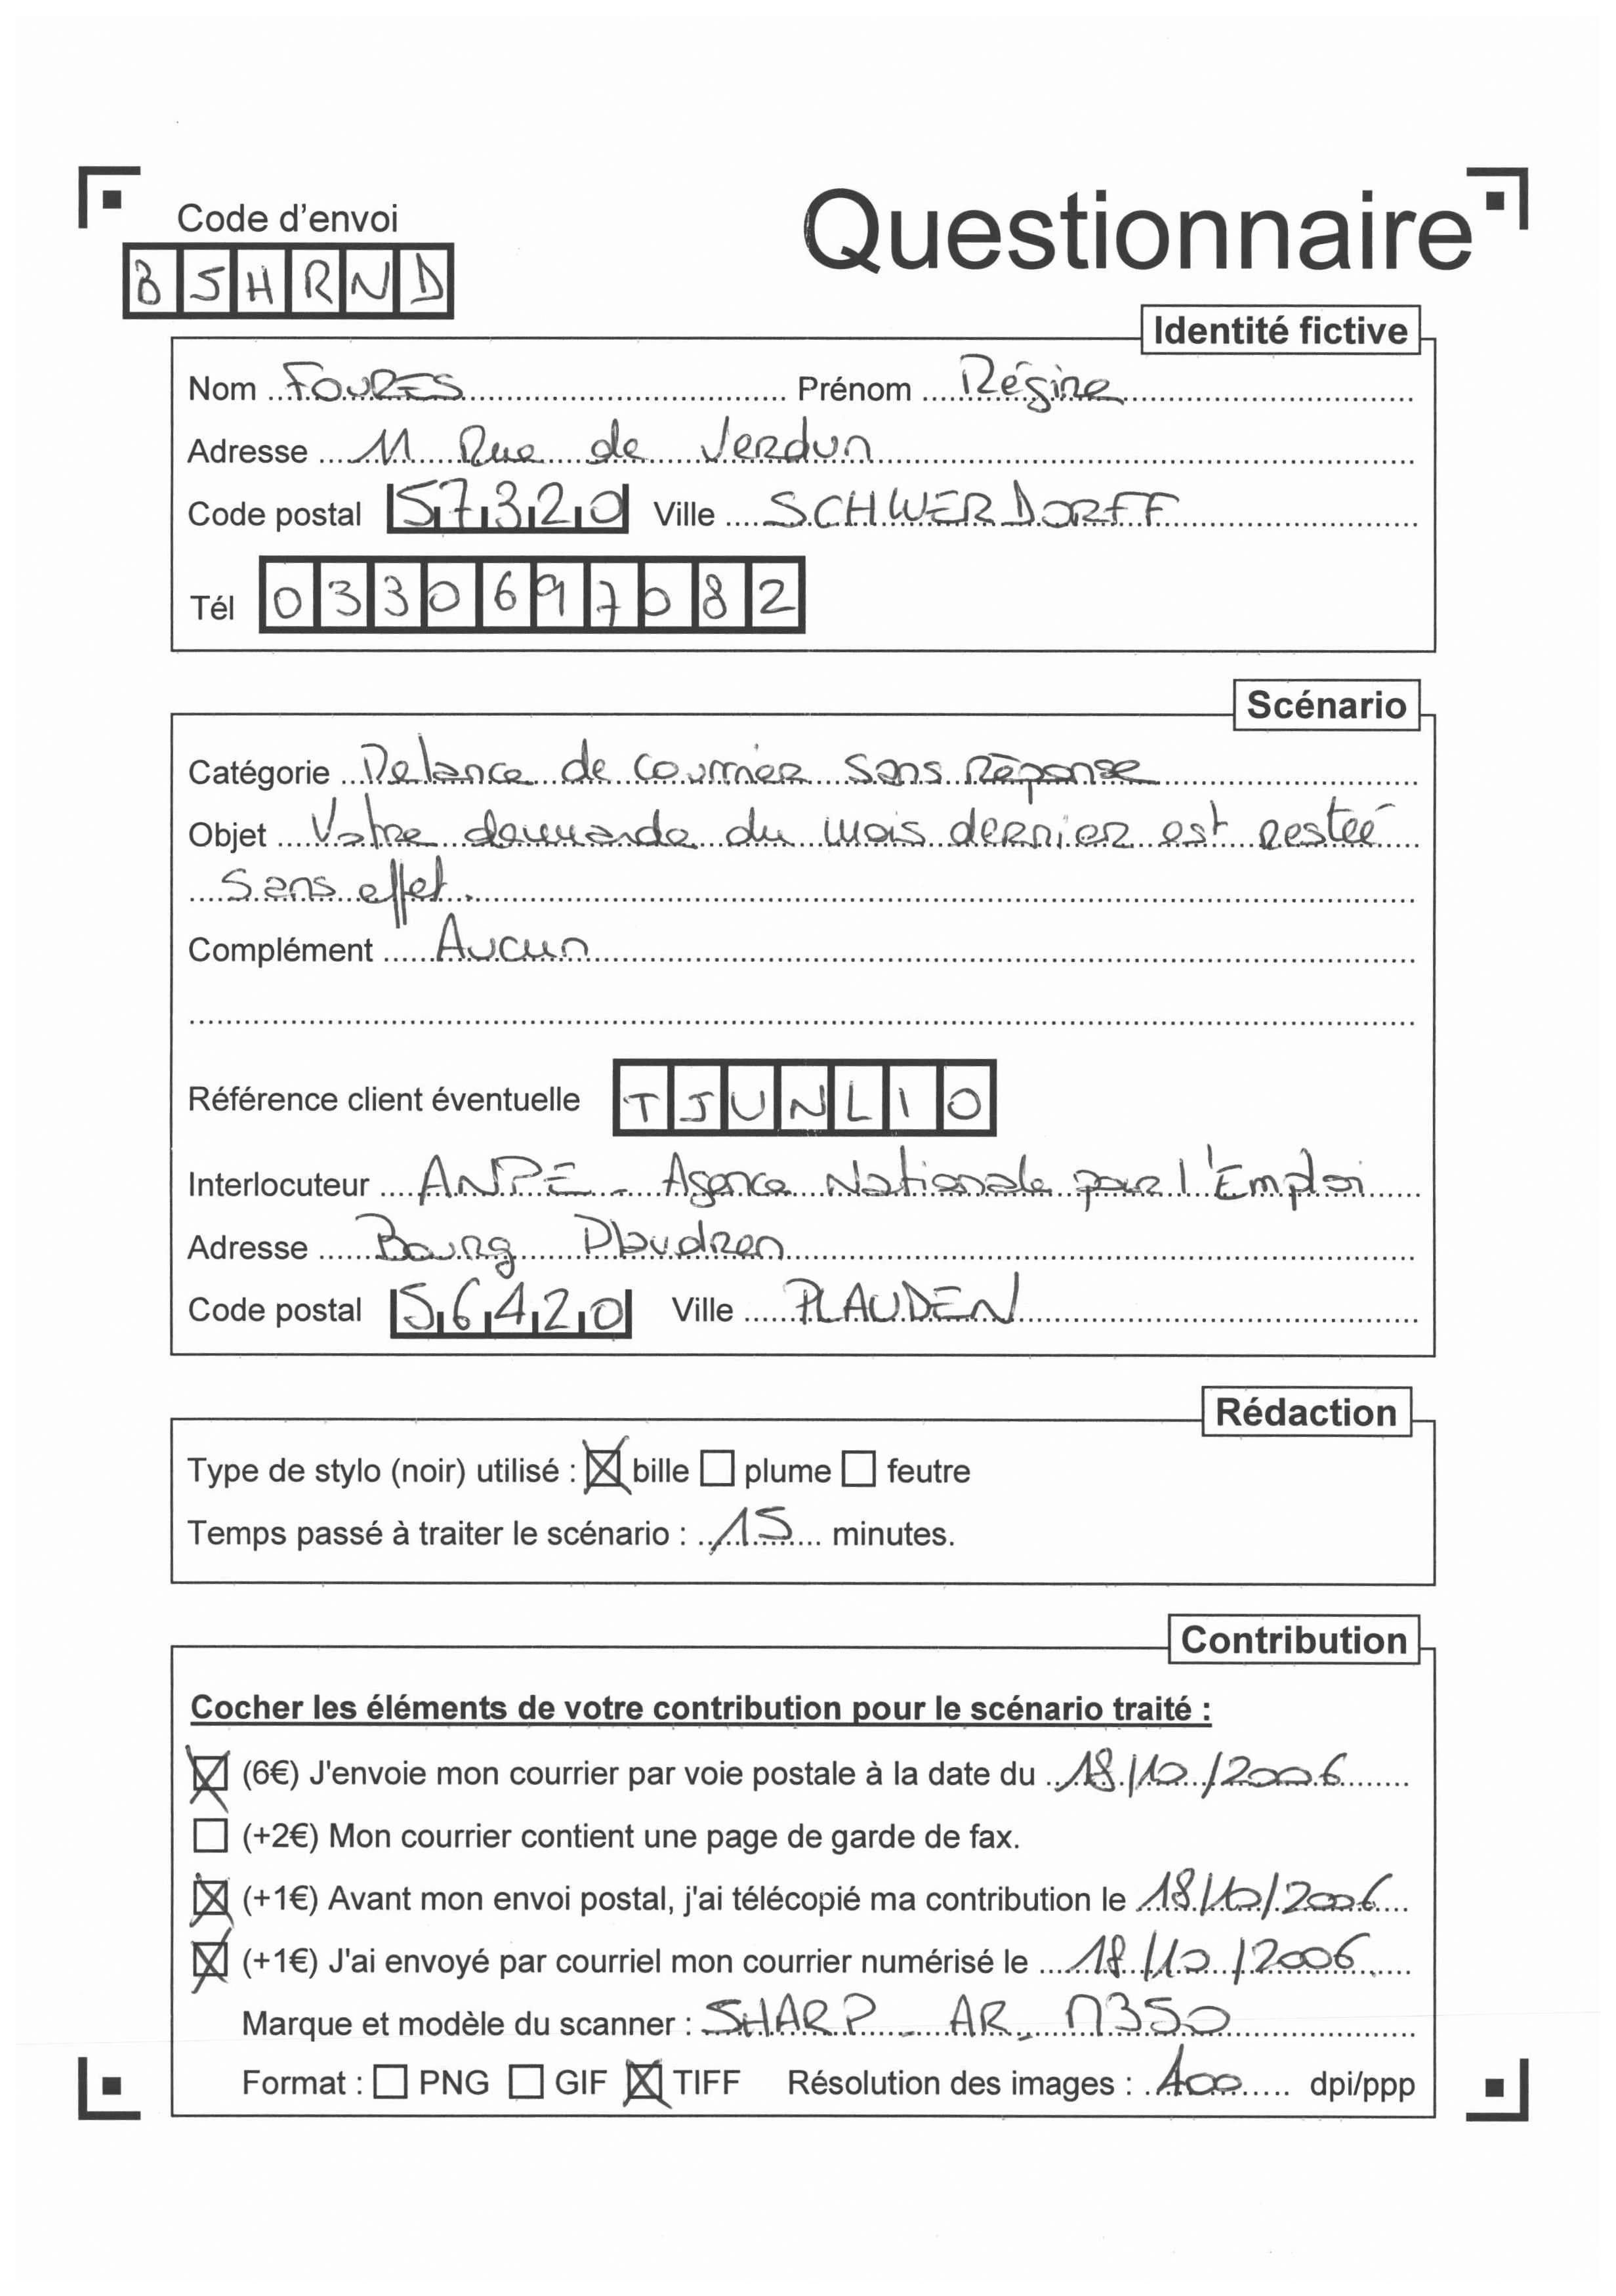 Code d'envoi
Questionnaire
BSHRND
Identité fictive
Nom FOURES Prénom Régine
Adresse 11 Rue de Verdun
Code postal 57320 Ville SCHWERDORFF
Tél 0330697082
Scénario
Catégorie Relance de courrier sans Réponse
Objet Votre demande du mois dernier est restée
sans effet.
Complément Aucun
Référence client éventuelle TJUNL10
Interlocuteur ANPE - Agence Nationale pour l'Emploi
Adresse Bourg Plaudren
Code postal 56420 Ville PLAUDEN
Rédaction
Type de stylo (noir) utilisé : bille plume feutre
Temps passé à traiter le scénario : 15 minutes.
Contribution
Cocher les éléments de votre contribution pour le scénario traité :
(6€) J'envoie mon courrier par voie postale à la date du 18/10/2006
(+2€) Mon courrier contient une page de garde de fax.
(+1€) Avant mon envoi postal, j'ai télécopié ma contribution le 18/10/2006
(+1€) J'ai envoyé par courriel mon courrier numérisé le 18/10/2006.
Marque et modèle du scanner : SHARP - AR - M350
Format : PNG GIF TIFF Résolution des images : 400 dpi/ppp